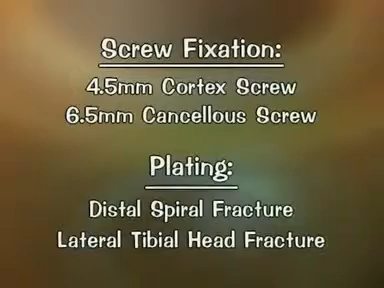 Screw Fixation:
4.5mm Cortex Screw
6.5mm Cancellous Screw
Plating:
Distal Spiral Fracture
Lateral Tibial Head Fracture